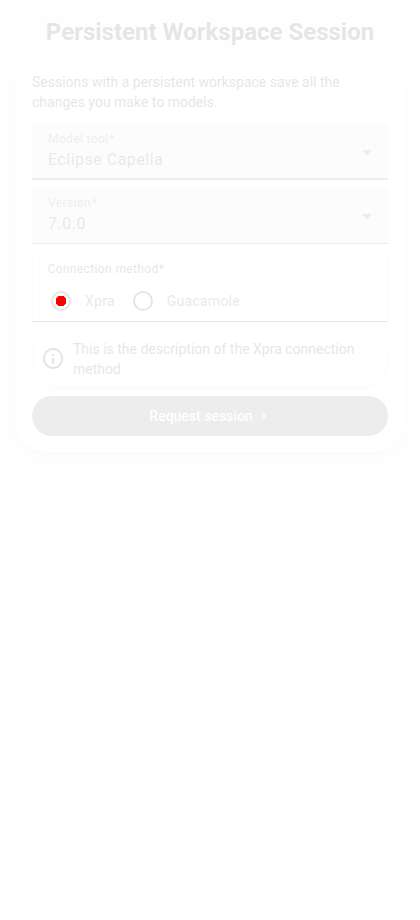 Persistent Workspace Session
Sessions with a persistent workspace save all the
changes you make to models.
Model tool*
Eclipse Capella
Version*
7.0.0
Connection method*
Xpra Guacamole
This is the description of the Xpra connection
method
Request session >